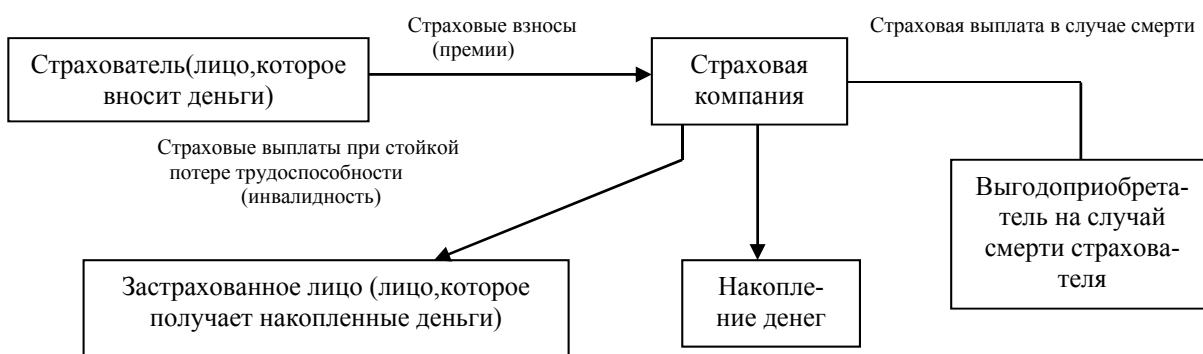 Страховые взносы
(премии)
Страховая выплата в случае смерти
Страхователь(лицо,которое
вносит деньги)
Страховая
компания
Страховые выплаты при стойкой
потере трудоспособности
(инвалидность)
Выгодоприобрета-
тель на случай
смерти страхова-
теля
Застрахованное лицо (лицо,которое
получает накопленные деньги)
Накопле-
ние денег